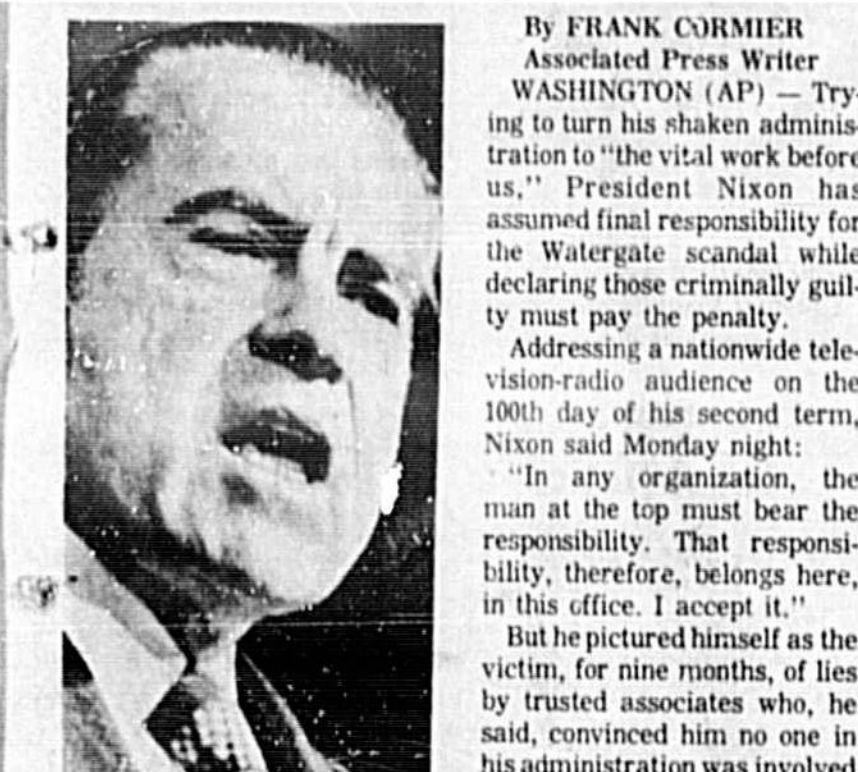 By FRANK CORMIER
Associated Press Writer
WASHINGTON (AP) — Try-
ing to turn his shaken adminis-
tration to "the vital work before
us," President Nixon has
assumed final responsibility for
the Watergate scandal while
declaring those criminally guil-
ty must pay the penalty.
Addressing a nationwide tele-
vision-radio audience on the
100th day of his second term,
Nixon said Monday night:
"In any organization, the
man at the top must bear the
responsibility. That responsi-
bility, therefore, belongs here,
in this office. I accept it."
But he pictured himself as the
victim, for nine months, of lies
by trusted associates who, he
said, convinced him no one in
his administration was involved